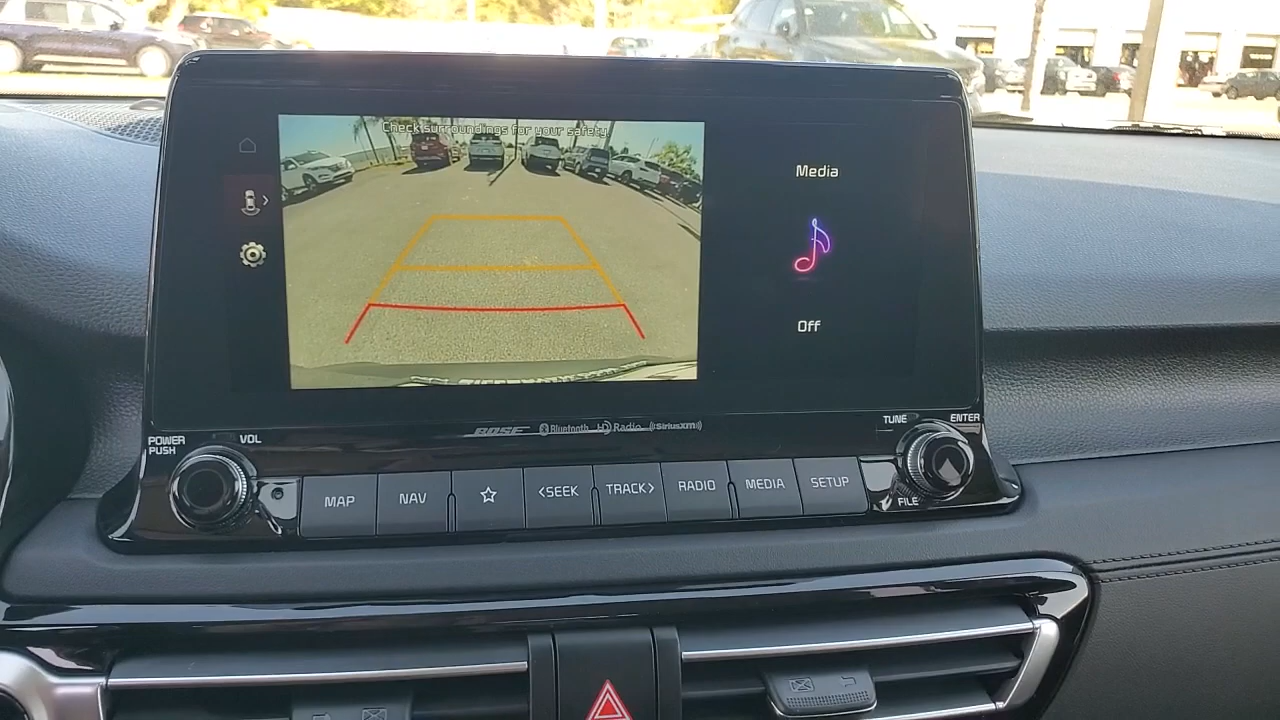 Check surroundings for your safety
Media
Off
BOSE Bluetooth HD Radio ((SiriusXM))
POWER
PUSH
VOL
TUNE
ENTER
MAP
NAV
<SEEK
TRACK>
RADIO
MEDIA
SETUP
FILE